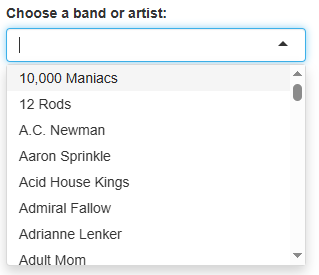 Choose a band or artist:
10,000 Maniacs
12 Rods
A.C. Newman
Aaron Sprinkle
Acid House Kings
Admiral Fallow
Adrianne Lenker
Adult Mom